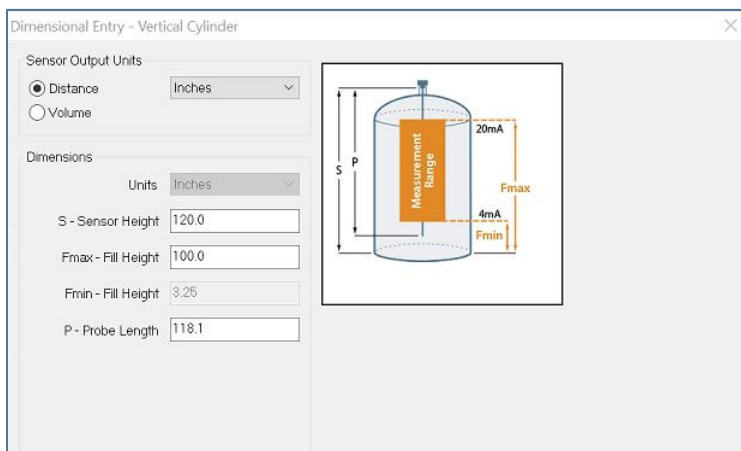 Dimensional Entry - Vertical Cylinder
Sensor Output Units
Distance
Inches
Volume
Dimensions
Units Inches
S - Sensor Height 120.0
Fmax - Fill Height 100.0
Fmin - Fill Height 3.25
P - Probe Length 118.1
20mA
S
P
Measurement
Range
Fmax
4mA
Fmin